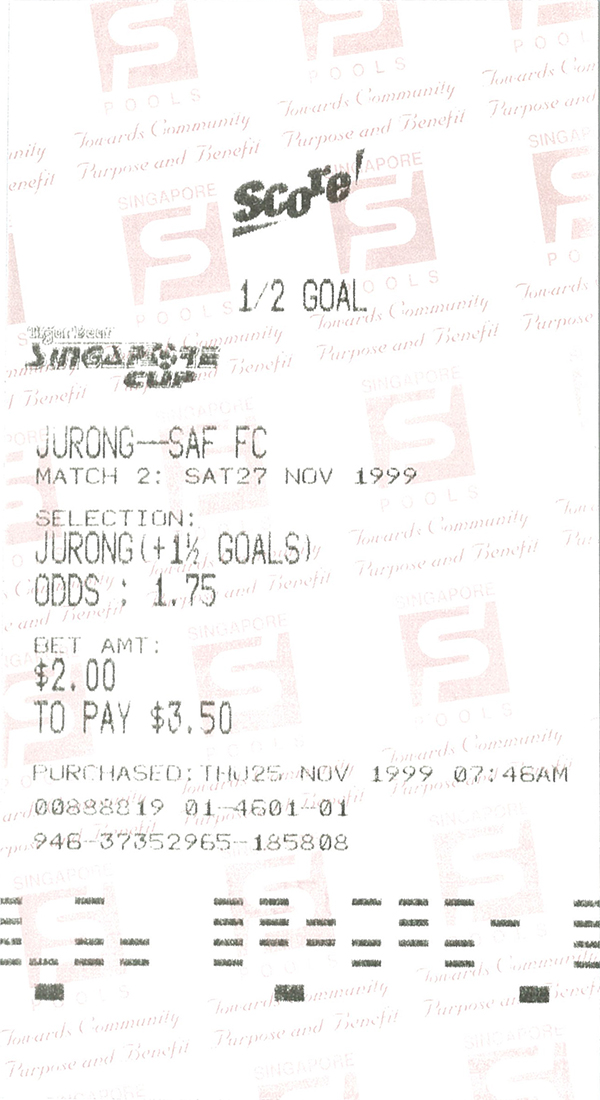 Score!
1/2 GOAL
Tiger Beer
SINGAPORE
CUP
JURONG—SAF FC
MATCH 2: SAT27 NOV 1999
SELECTION:
JURONG(+1½ GOALS)
ODDS : 1.75
BET AMT:
$2.00
TO PAY $3.50
PURCHASED:THU25 NOV 1999 07:46AM
00888819 01-4601-01
946-37352965-185808
SINGAPORE
POOLS
Towards Community
Purpose and Benefit